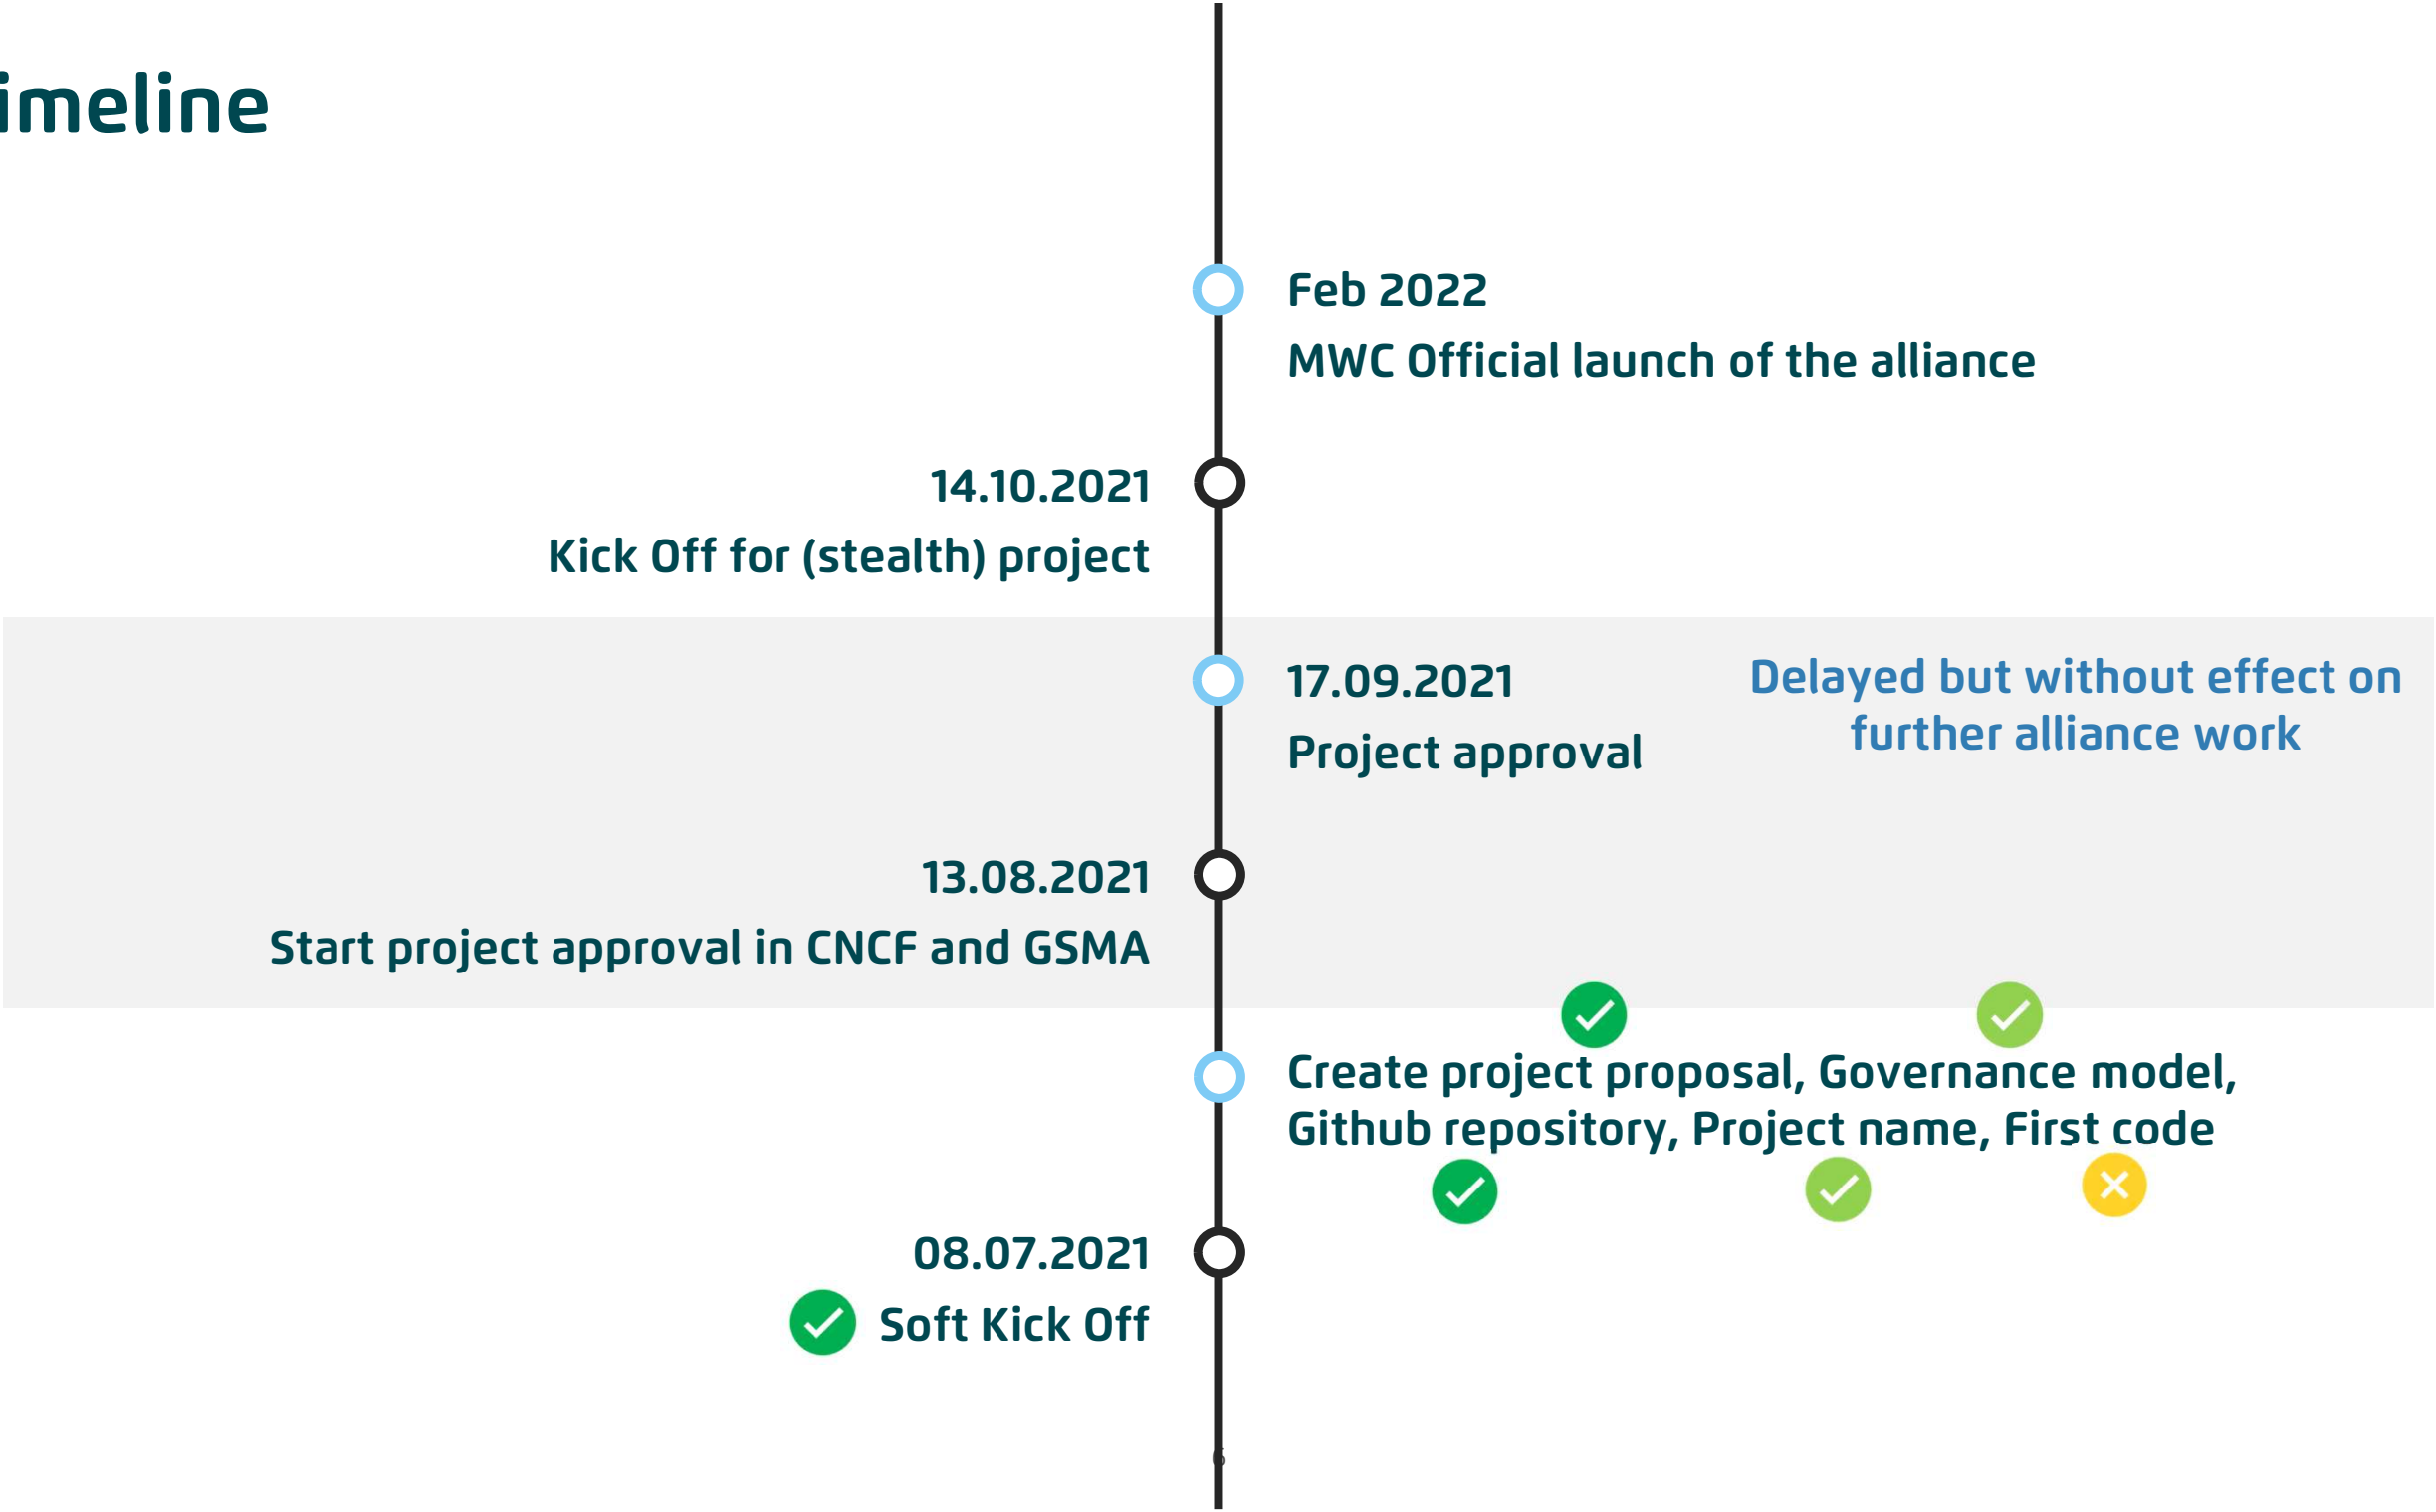 imeline
Feb 2022
MWC Official launch of the alliance
14.10.2021
Kick Off for (stealth) project
17.09.2021
Project approval
Delayed but without effect on
further alliance work
13.08.2021
Start project approval in CNCF and GSMA
Create project proposal, Governance model,
Github repository, Project name, First code
08.07.2021
Soft Kick Off
6